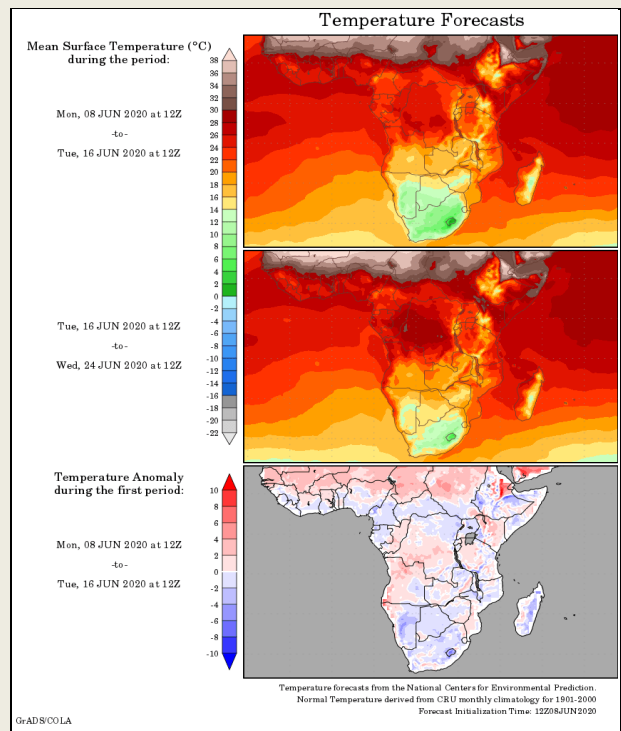 Temperature Forecasts
Mean Surface Temperature (°C)
during the period:
Mon, 08 JUN 2020 at 12Z
-to-
Tue, 16 JUN 2020 at 12Z
38
36
34
32
30
28
26
24
22
20
18
16
14
12
10
8
6
4
2
0
-2
-4
-6
-8
-10
-12
-14
-16
-18
-20
-22
Tue, 16 JUN 2020 at 12Z
-to-
Wed, 24 JUN 2020 at 12Z
Temperature Anomaly
during the first period:
Mon, 08 JUN 2020 at 12Z
-to-
Tue, 16 JUN 2020 at 12Z
10
8
6
4
2
0
-2
-4
-6
-8
-10
Temperature forecasts from the National Centers for Environmental Prediction.
Normal Temperature derived from CRU monthly climatology for 1901-2000
Forecast Initialization Time: 12Z08JUN2020
GrADS/COLA